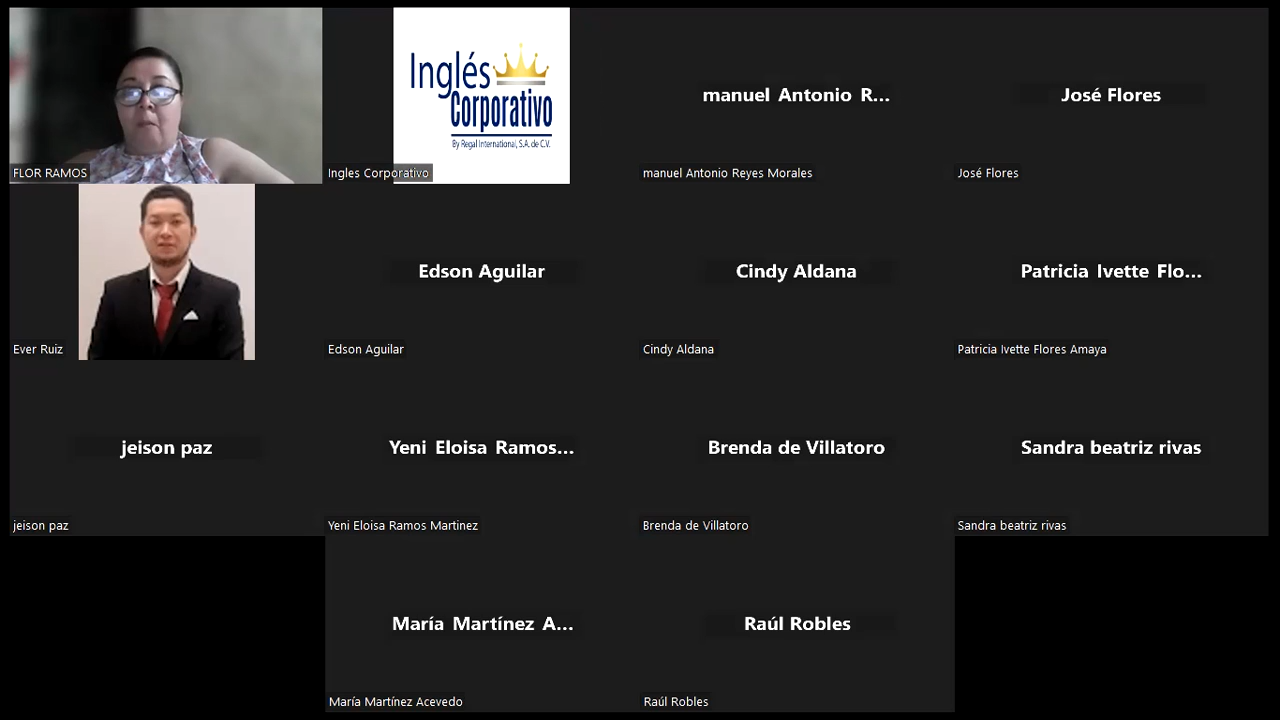 Inglés
Corporativo
By Regal International, S.A. de C.V.
manuel Antonio R...
José Flores
FLOR RAMOS
Ingles Corporativo
manuel Antonio Reyes Morales
José Flores
Edson Aguilar
Cindy Aldana
Patricia Ivette Flo...
Ever Ruiz
Edson Aguilar
Cindy Aldana
Patricia Ivette Flores Amaya
jeison paz
Yeni Eloisa Ramos...
Brenda de Villatoro
Sandra beatriz rivas
jeison paz
Yeni Eloisa Ramos Martinez
Brenda de Villatoro
Sandra beatriz rivas
María Martínez A...
Raúl Robles
María Martínez Acevedo
Raúl Robles